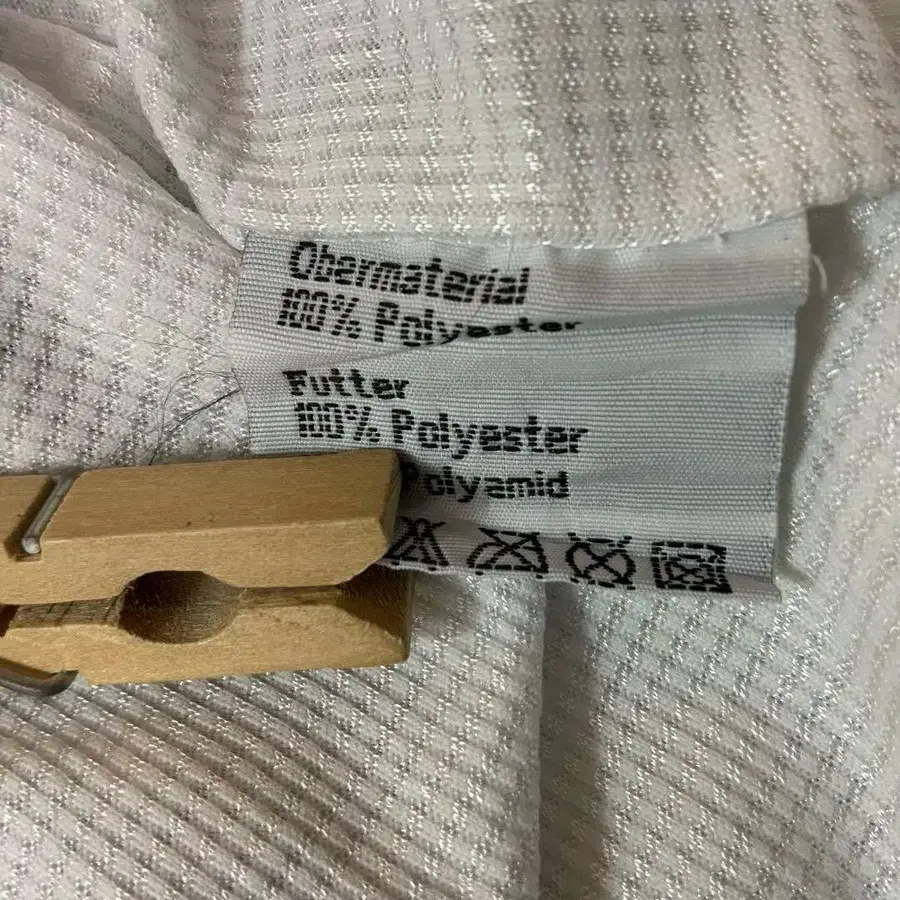 Obermaterial
100% Polyester
Futter
100% Polyester
Polyamid